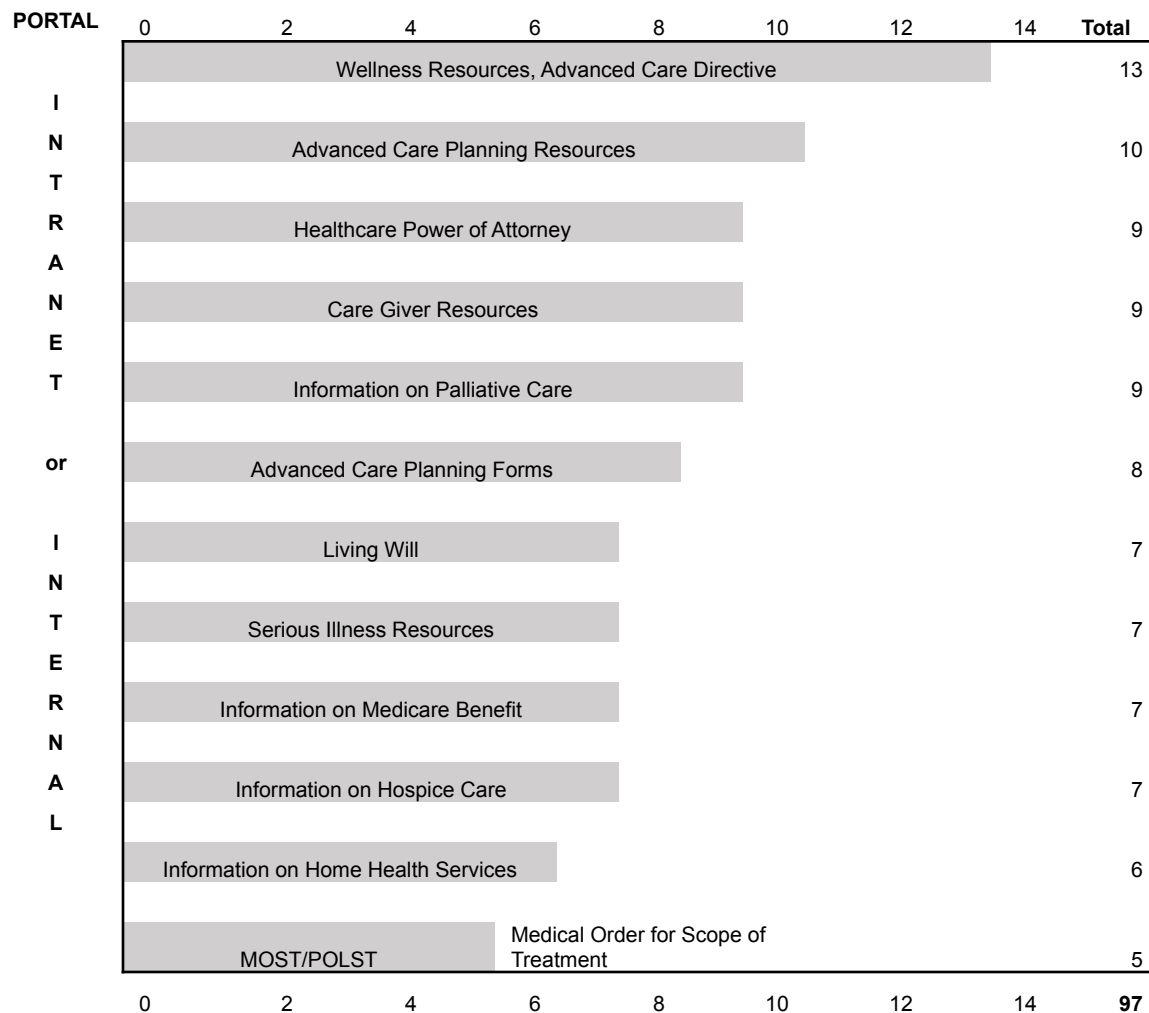 PORTAL 0 2 4 6 8 10 12 14 Total
Wellness Resources, Advanced Care Directive 13
I
N Advanced Care Planning Resources 10
T
R Healthcare Power of Attorney 9
A
N Care Giver Resources 9
E
T Information on Palliative Care 9
or Advanced Care Planning Forms 8
I Living Will 7
N
T Serious Illness Resources 7
E
R Information on Medicare Benefit 7
N
A Information on Hospice Care 7
L
Information on Home Health Services 6
Medical Order for Scope of
MOST/POLST Treatment 5
0 2 4 6 8 10 12 14 97